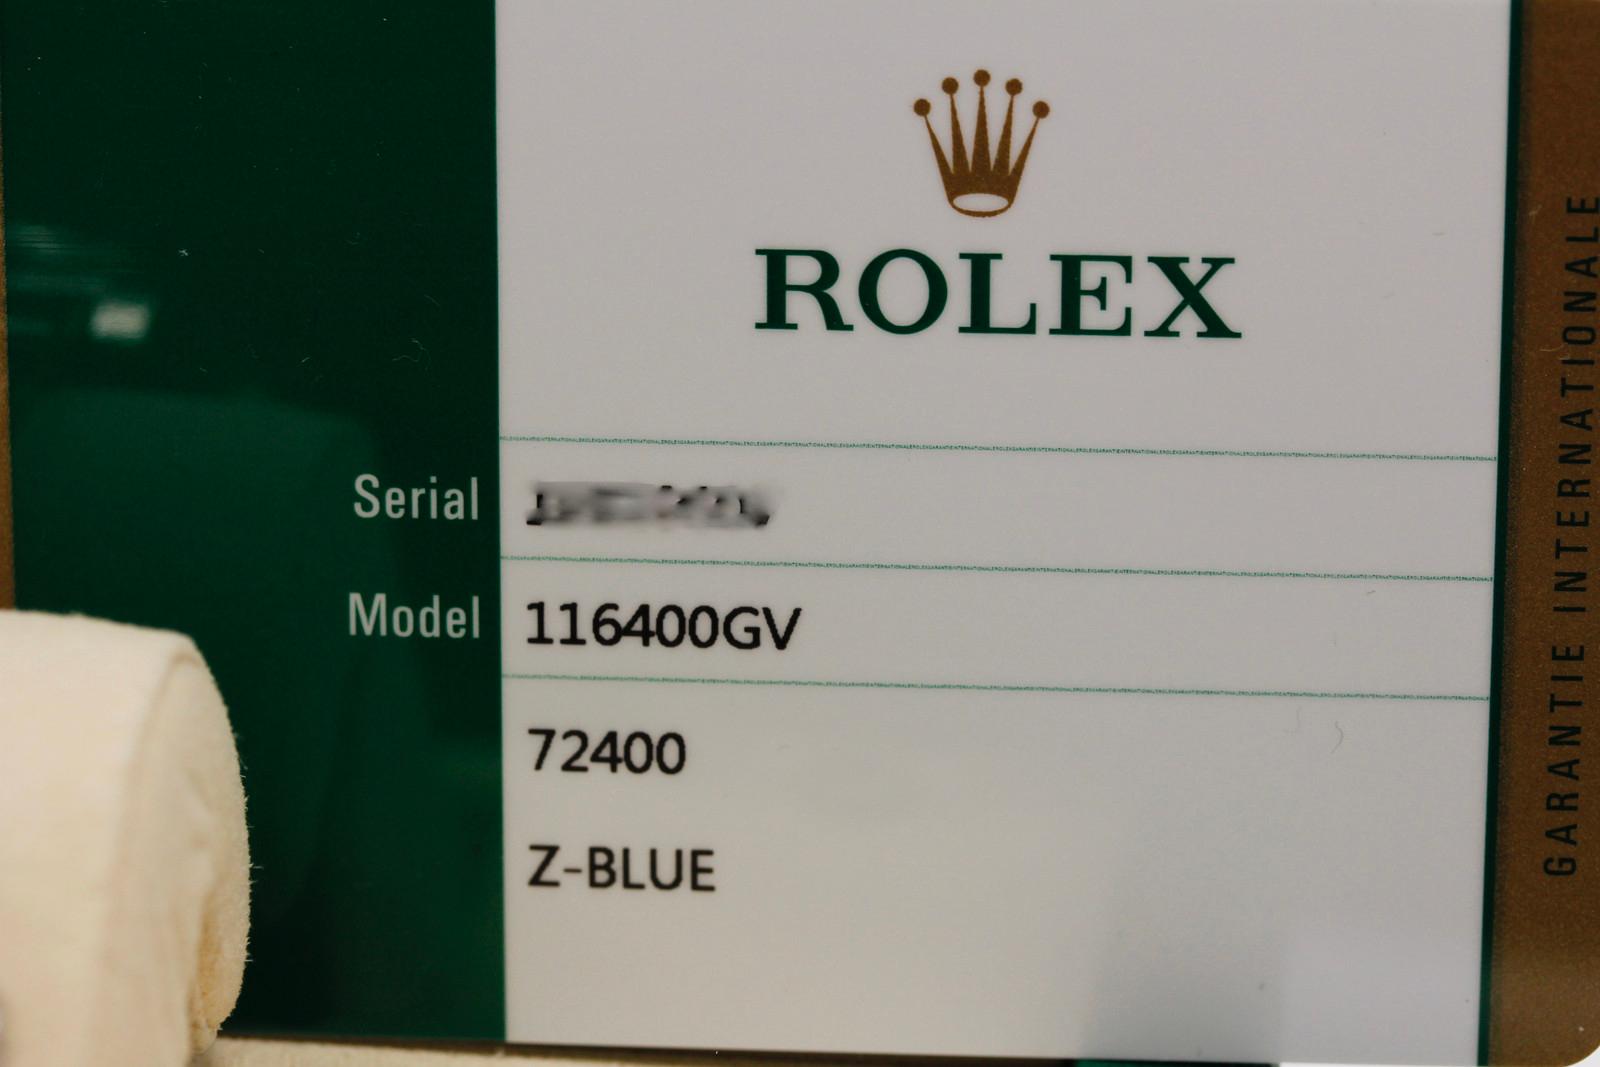 ROLEX
Serial
Model 116400GV
72400
Z-BLUE
GARANTIE INTERNATIONALE